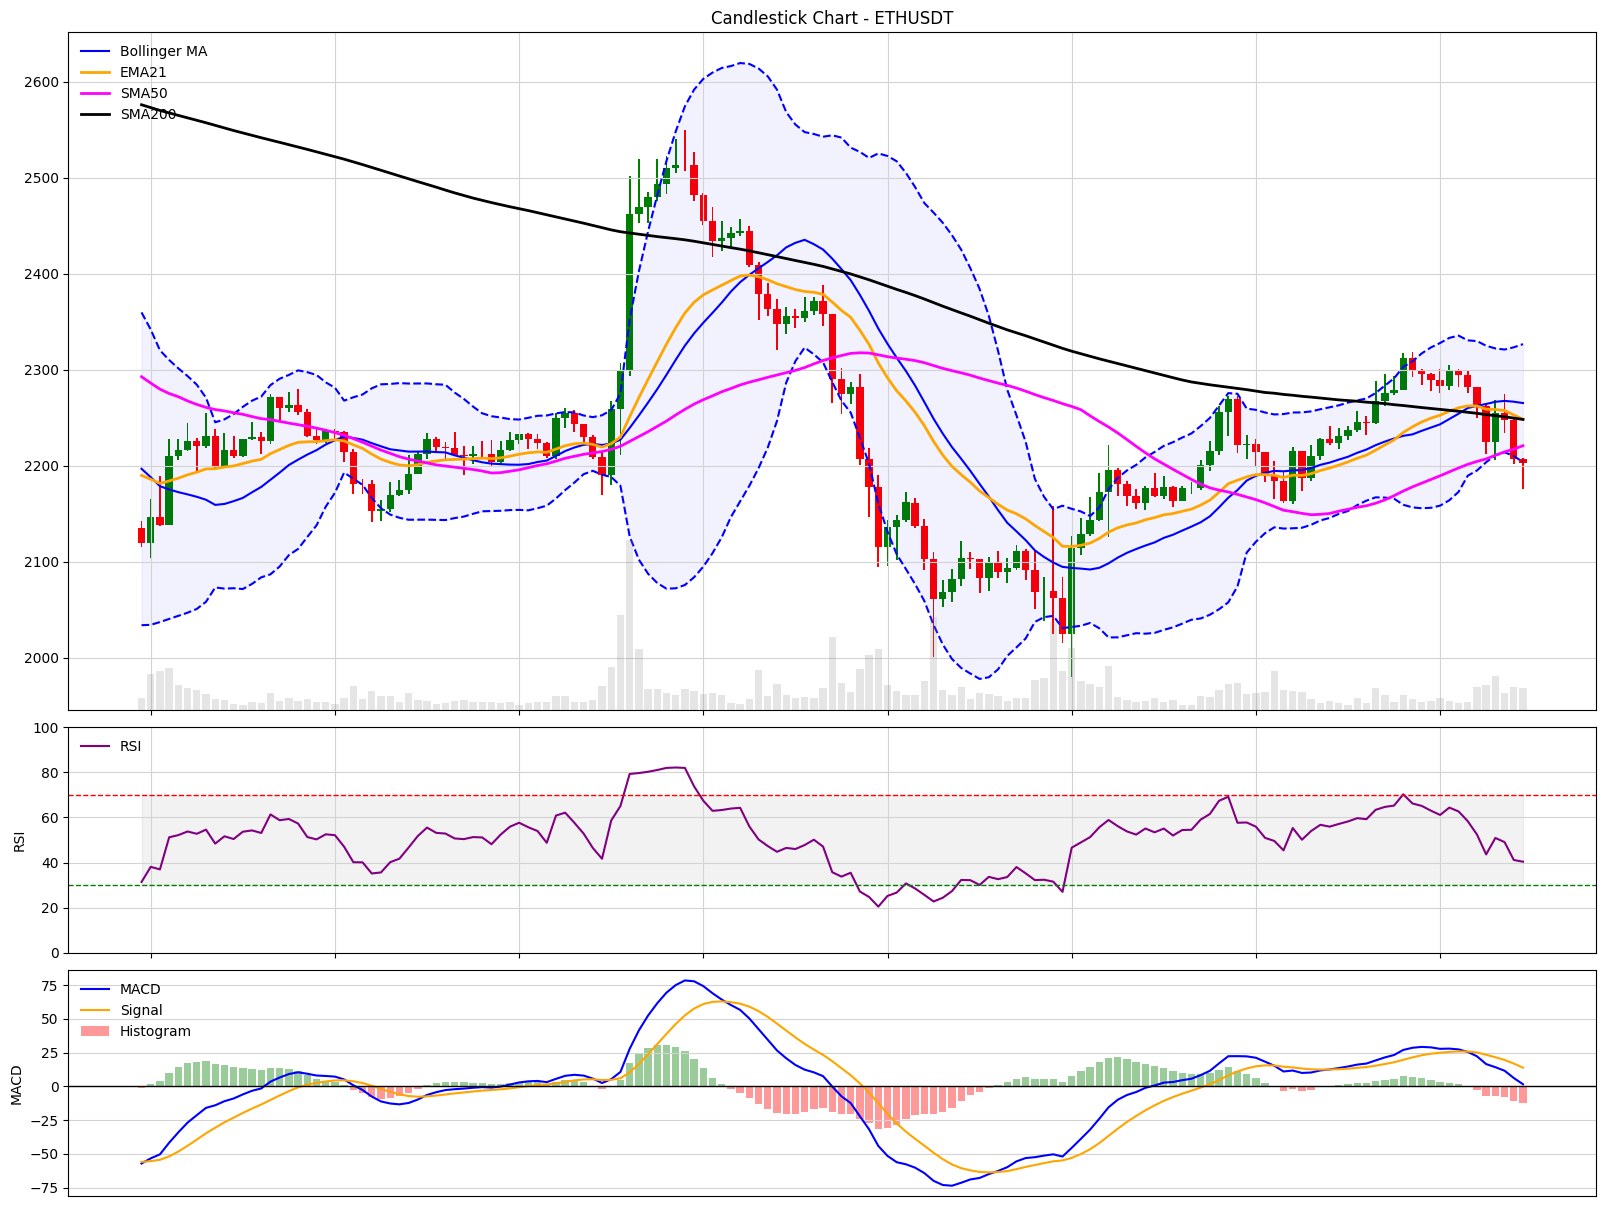 Candlestick Chart - ETHUSDT
Bollinger MA
EMA21
SMA50
SMA200
2600
2500
2400
2300
2200
2100
2000
RSI
100
80
60
40
20
0
RSI
MACD
Signal
Histogram
75
50
25
0
−25
−50
−75
MACD